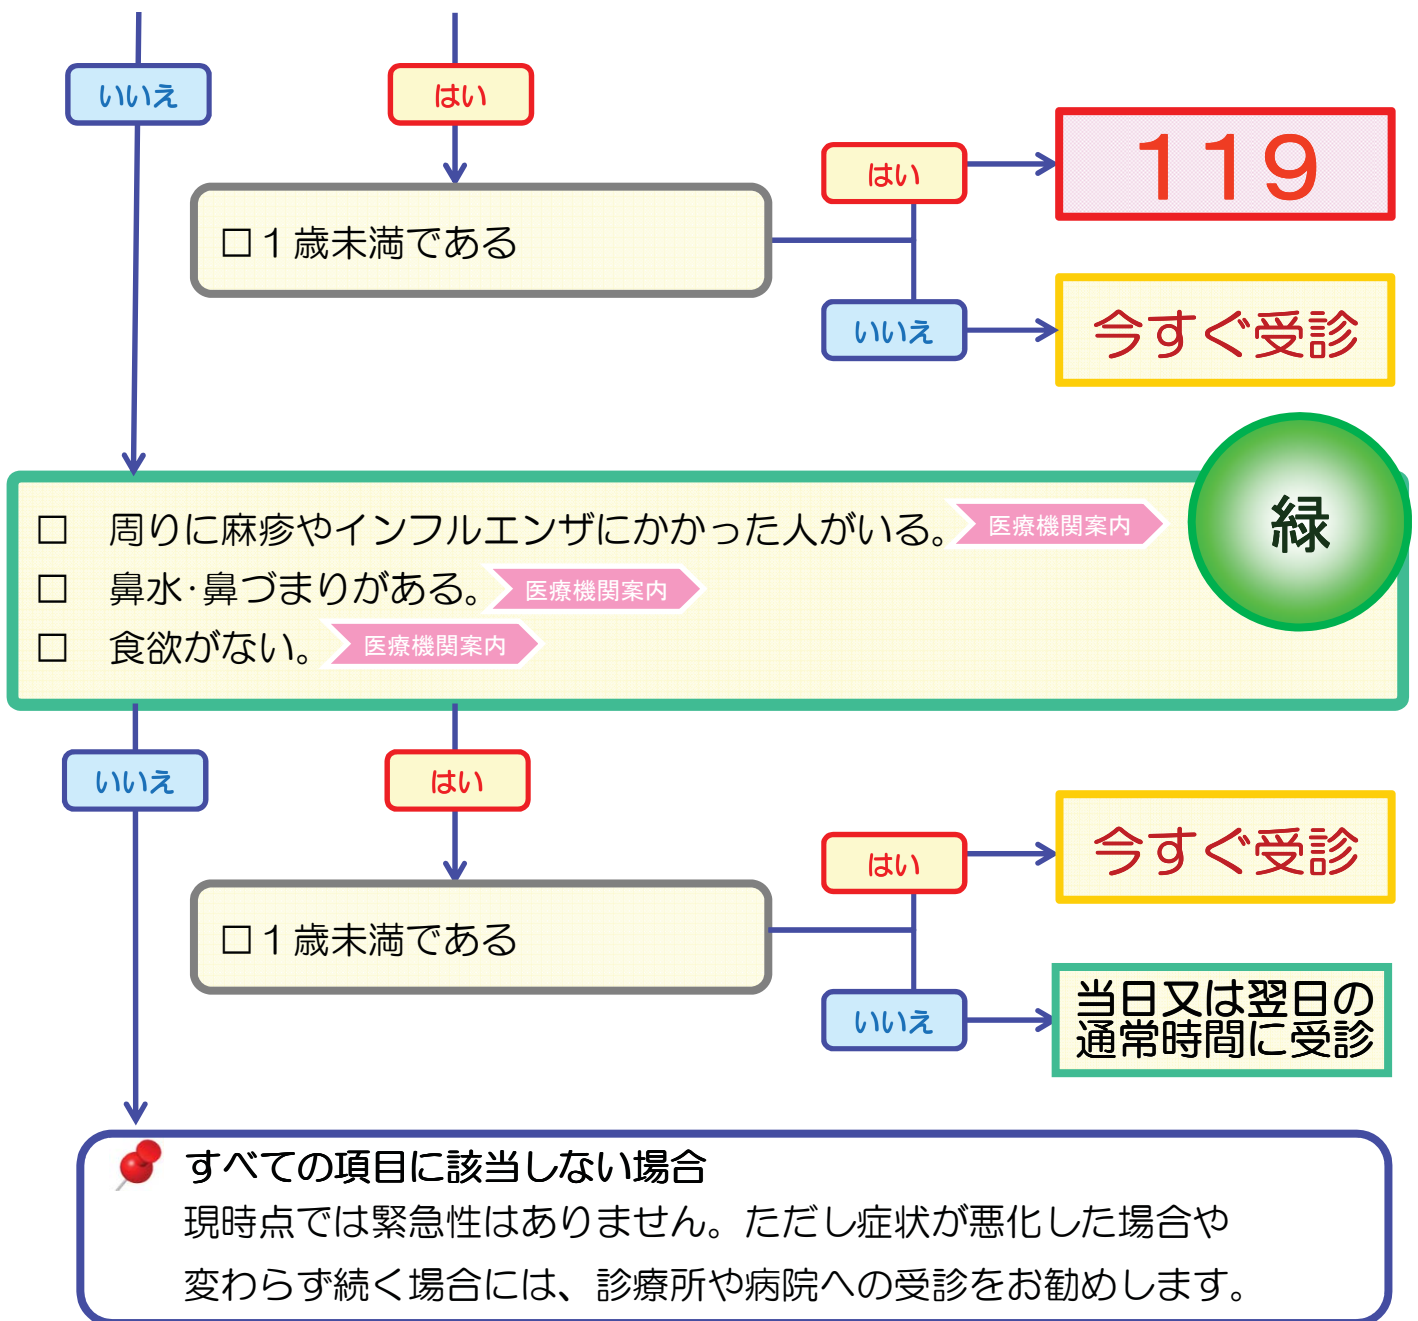 いいえ
はい
はい
119
□1歳未満である
いいえ
今すぐ受診
緑
□ 周りに麻疹やインフルエンザにかかった人がいる。 医療機関案内
□ 鼻水・鼻づまりがある。 医療機関案内
□ 食欲がない。 医療機関案内
いいえ
はい
はい
今すぐ受診
□1歳未満である
いいえ
当日又は翌日の
通常時間に受診
すべての項目に該当しない場合
現時点では緊急性はありません。ただし症状が悪化した場合や
変わらず続く場合には、診療所や病院への受診をお勧めします。